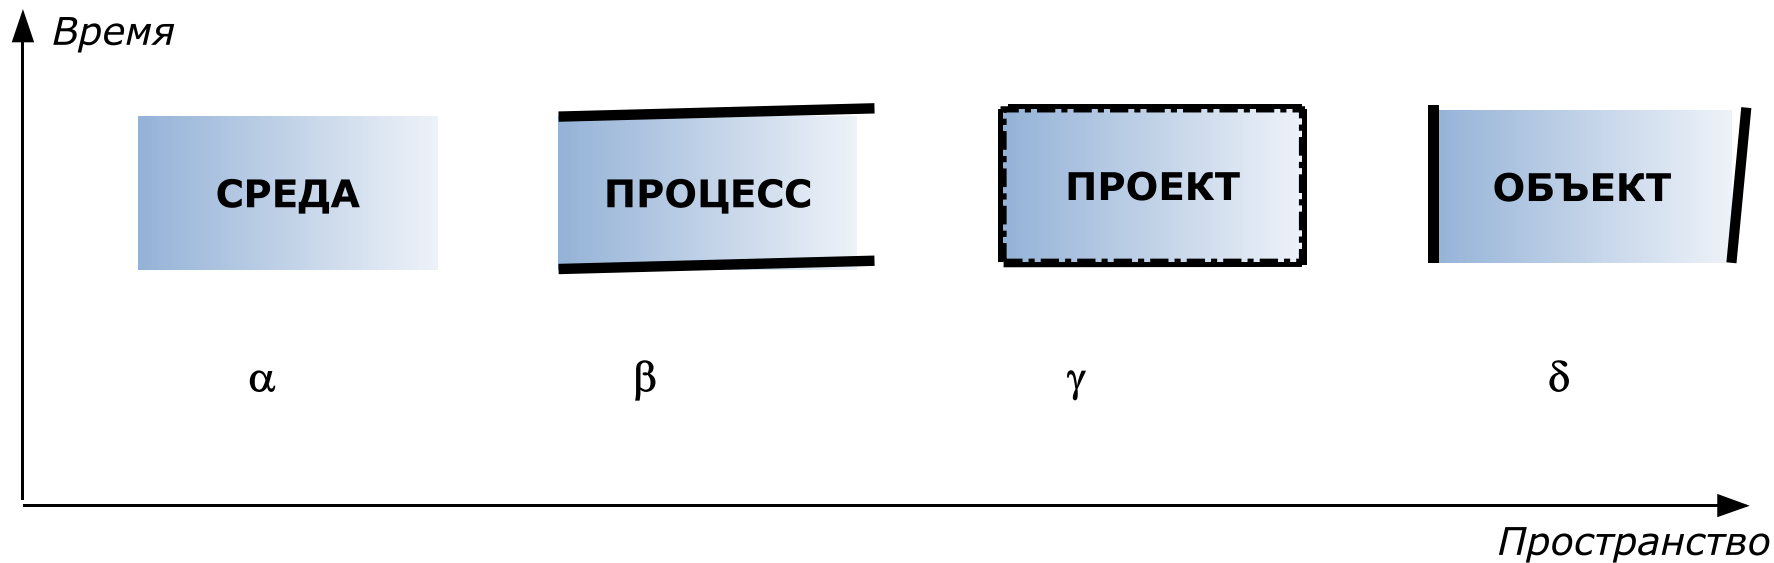 Время
СРЕДА
ПРОЦЕСС
ПРОЕКТ
ОБЪЕКТ
α
β
γ
δ
Пространство